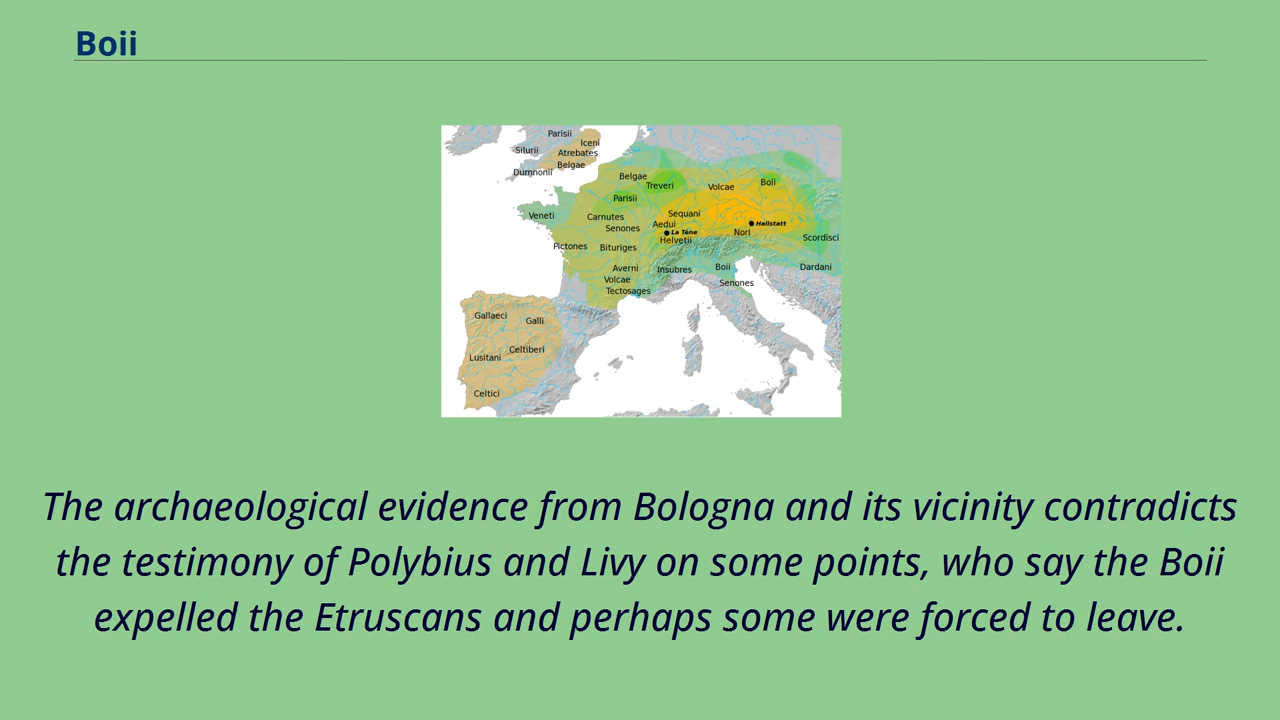 Boii
Parisii
Iceni
Silurii
Atrebates
Belgae
Dumnonii
Belgae
Treveri
Volcae
Boii
Parisii
Veneti
Carnutes
Sequani
Senones
Aedui
Hallstatt
La Tène
Nori
Helvetii
Scordisci
Pictones
Bituriges
Averni
Insubres
Boii
Dardani
Volcae
Tectosages
Senones
Gallaeci
Galli
Celtiberi
Lusitani
Celtici
The archaeological evidence from Bologna and its vicinity contradicts
the testimony of Polybius and Livy on some points, who say the Boii
expelled the Etruscans and perhaps some were forced to leave.